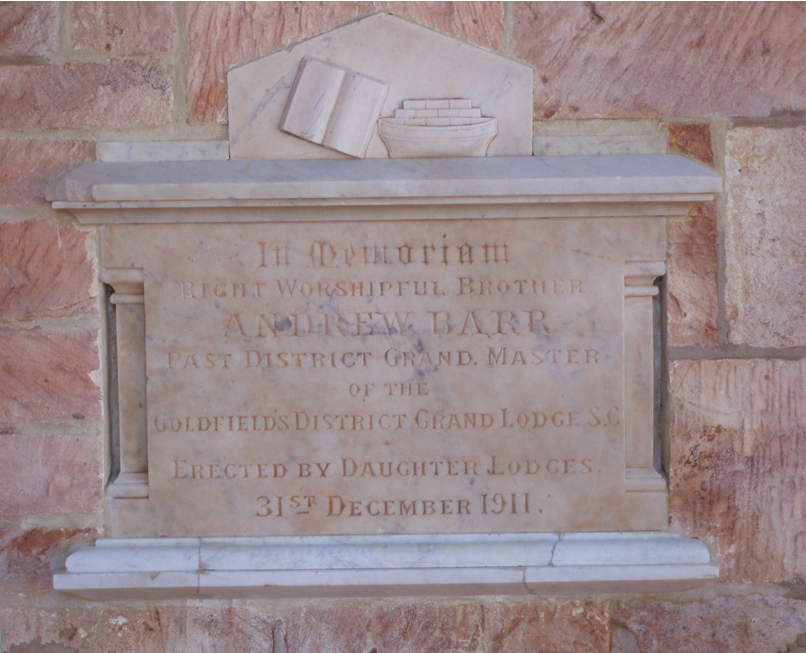 In Memoriam
RIGHT WORSHIPFUL BROTHER
ANDREW BARR
PAST DISTRICT GRAND. MASTER
OF THE
GOLDFIELD'S DISTRICT GRAND LODGE S.C
ERECTED BY DAUGHTER LODGES.
31ST DECEMBER 1911.